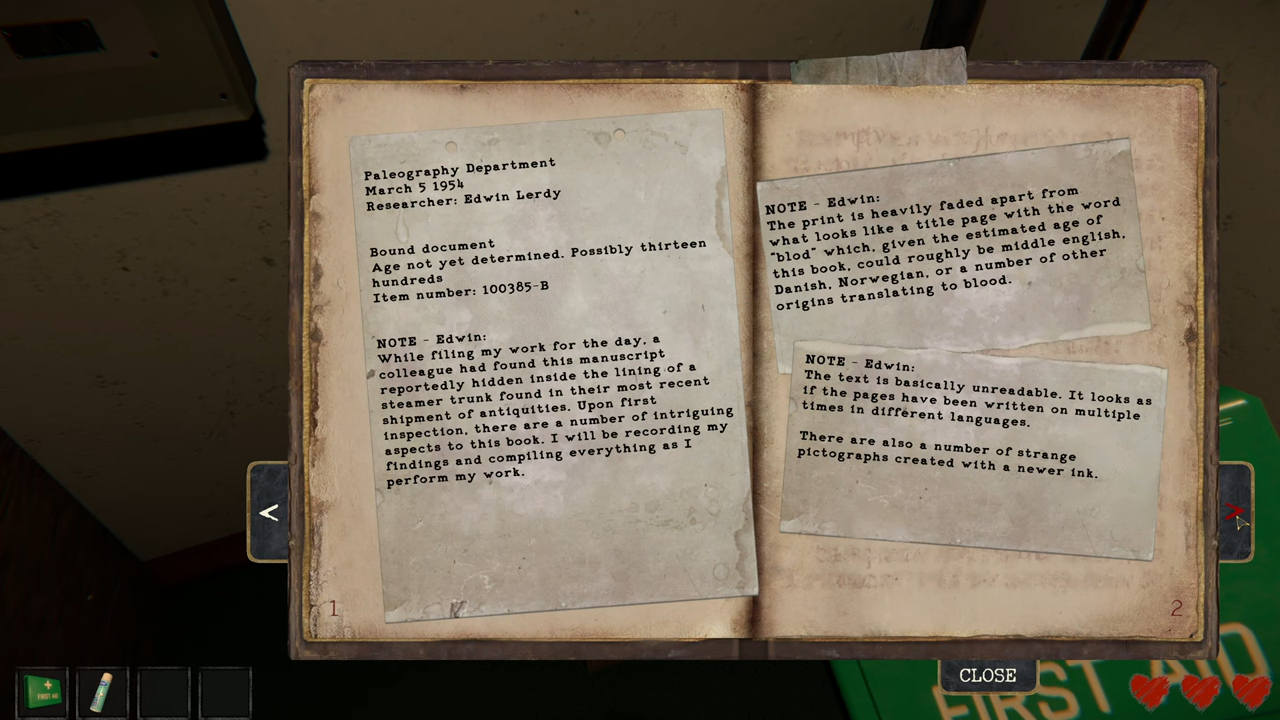 Paleography Department
March 5 1954
Researcher: Edwin Lerdy
Bound document
Age not yet determined. Possibly thirteen
hundreds
Item number: 100385-B
NOTE - Edwin:
While filing my work for the day, a
colleague had found this manuscript
reportedly hidden inside the lining of a
steamer trunk found in their most recent
shipment of antiquities. Upon first
inspection, there are a number of intriguing
aspects to this book. I will be recording my
findings and compiling everything as I
perform my work.
1
NOTE - Edwin:
The print is heavily faded apart from
what looks like a title page with the word
"blod" which, given the estimated age of
this book, could roughly be middle english,
Danish, Norwegian, or a number of other
origins translating to blood.
NOTE - Edwin:
The text is basically unreadable. It looks as
if the pages have been written on multiple
times in different languages.
There are also a number of strange
pictographs created with a newer ink.
2
<
>
CLOSE
FIRST AID
FIRST AID